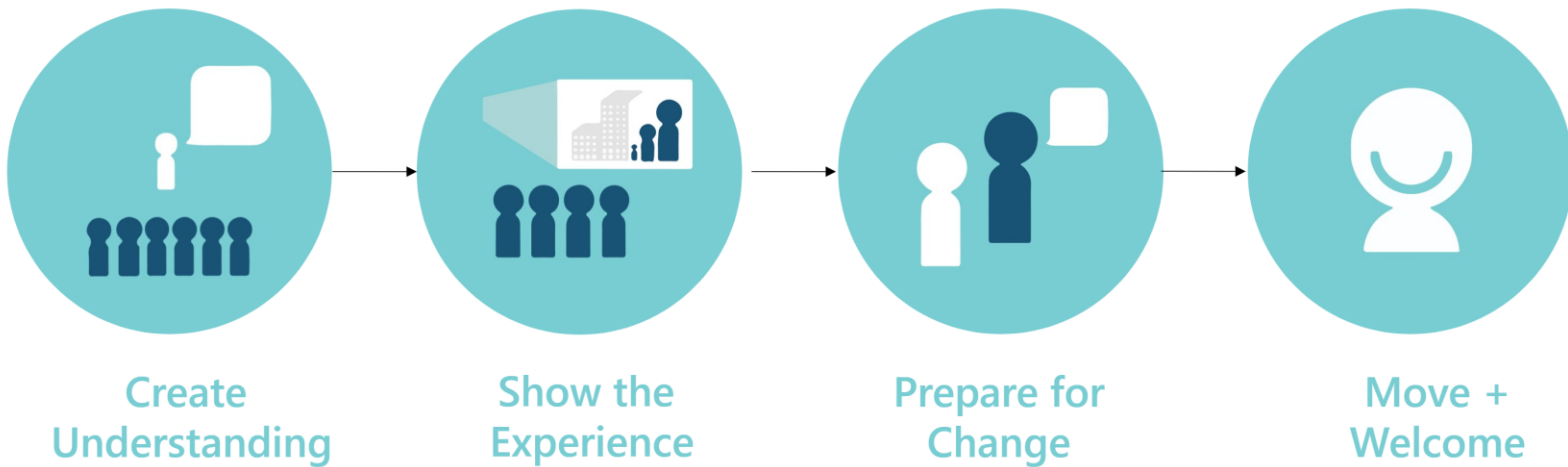 Create
Understanding
Show the
Experience
Prepare for
Change
Move +
Welcome